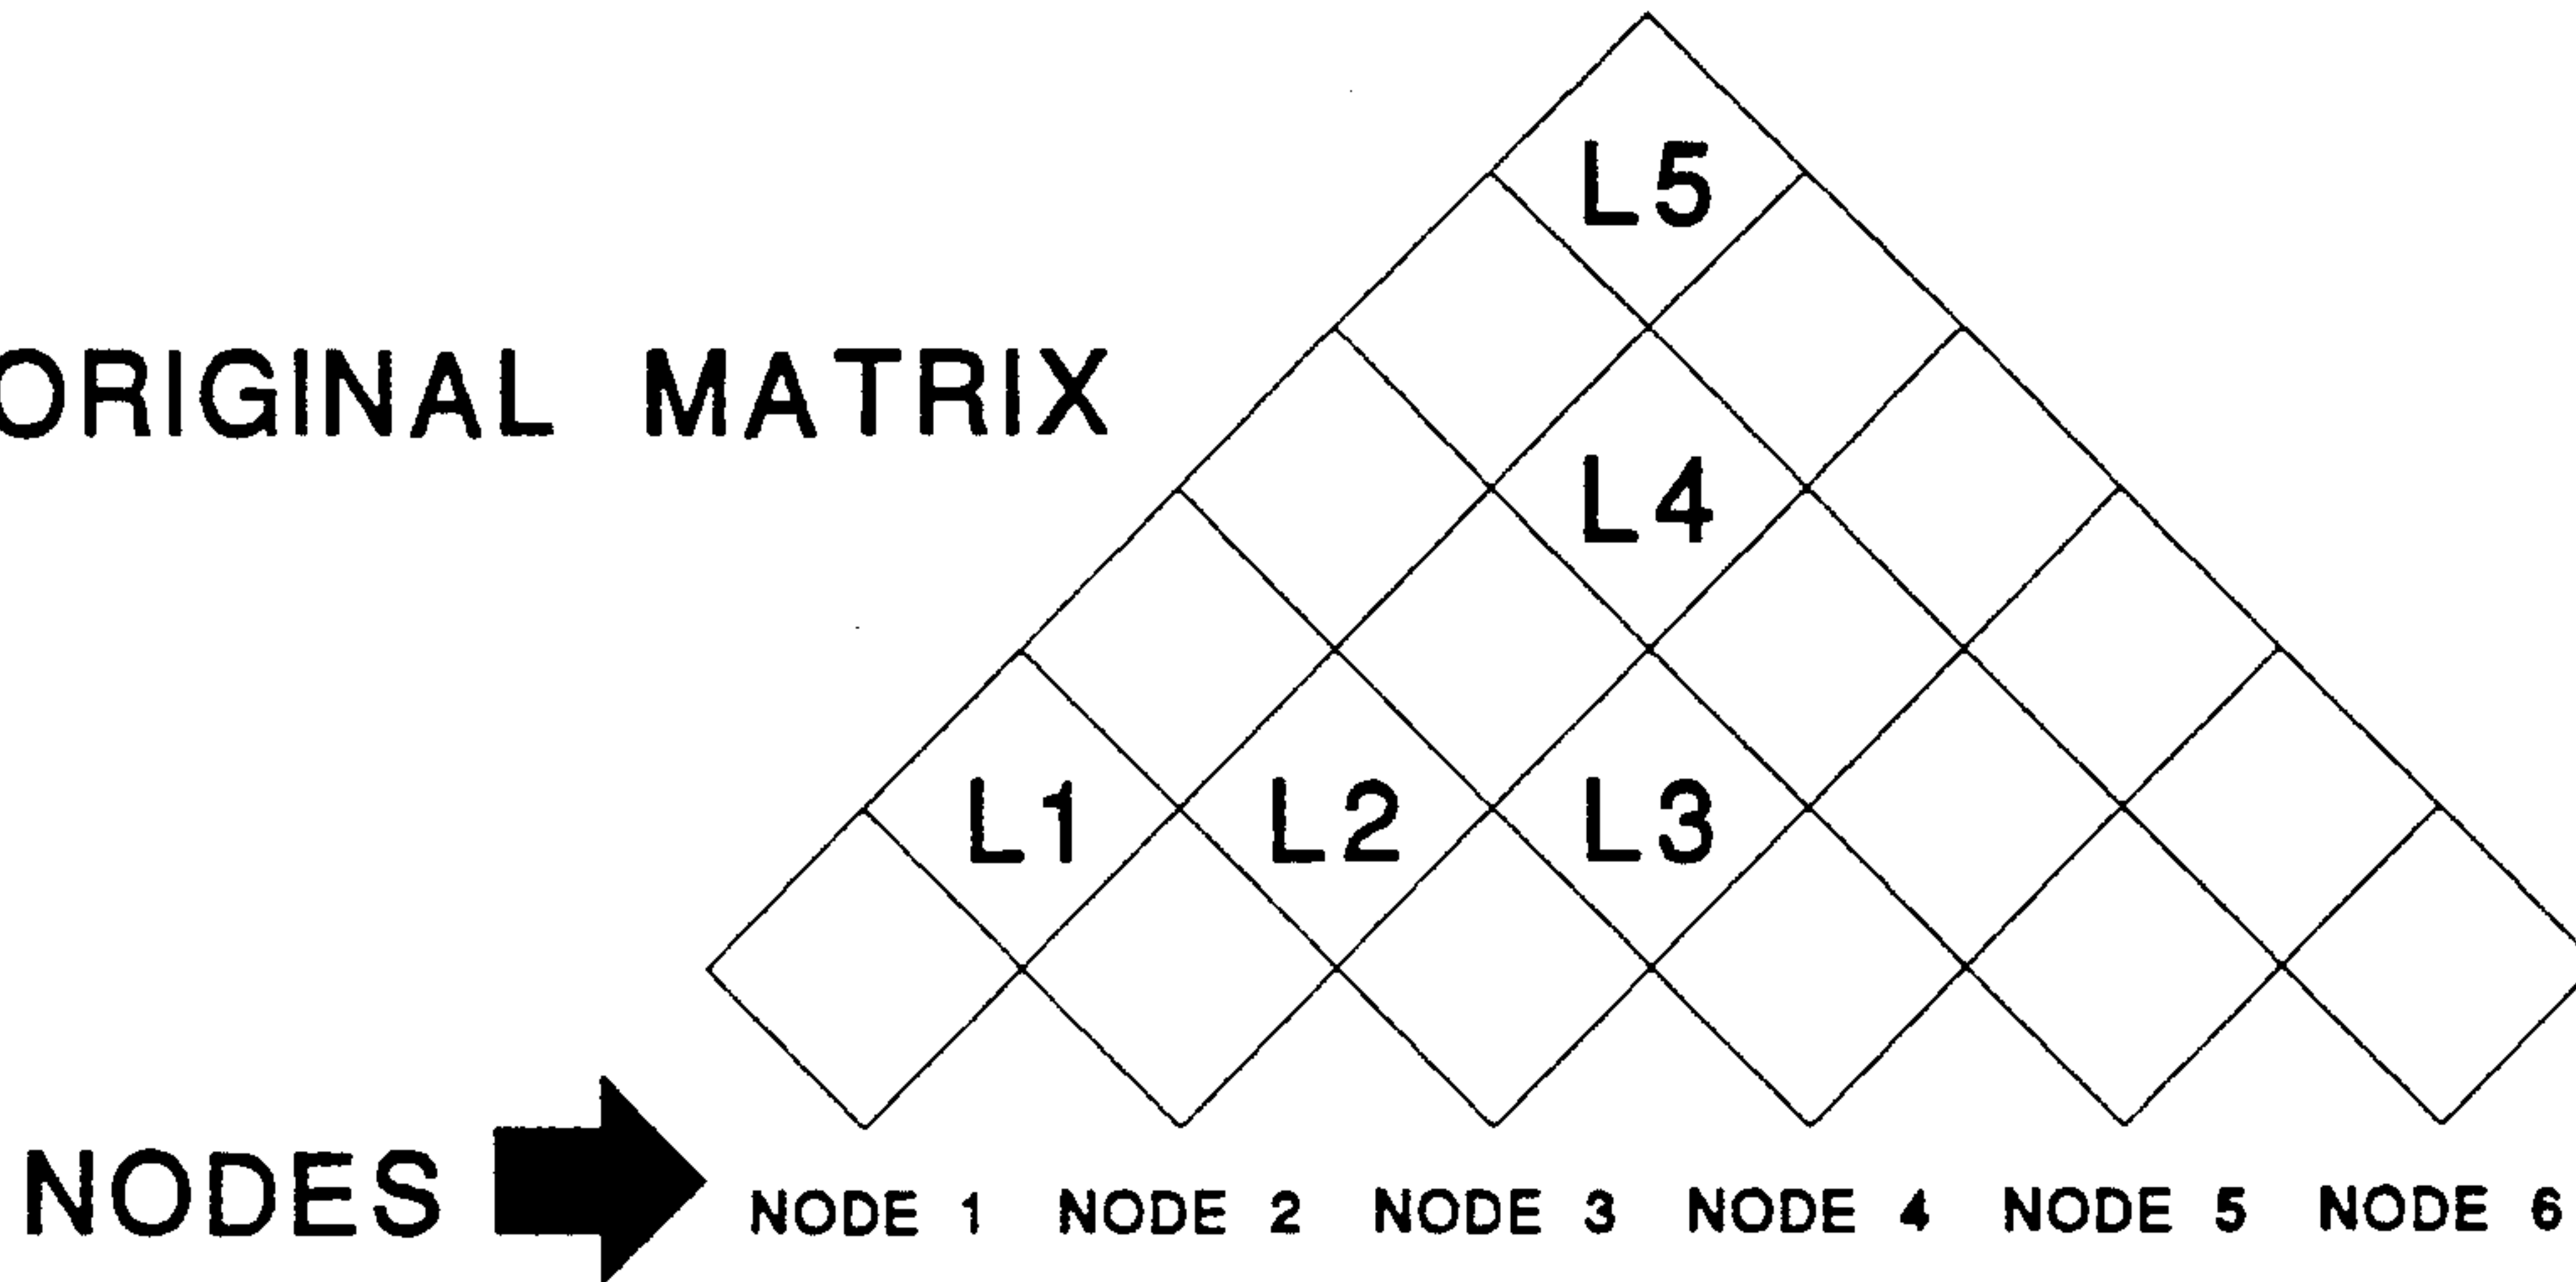 L5
ORIGINAL MATRIX
L4
L1 L2 L3
NODES
NODE 1 NODE 2 NODE 3 NODE 4 NODE 5 NODE 6